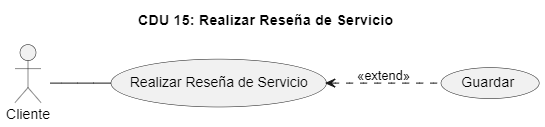 CDU 15: Realizar Reseña de Servicio
Cliente
Realizar Reseña de Servicio
«extend»
Guardar